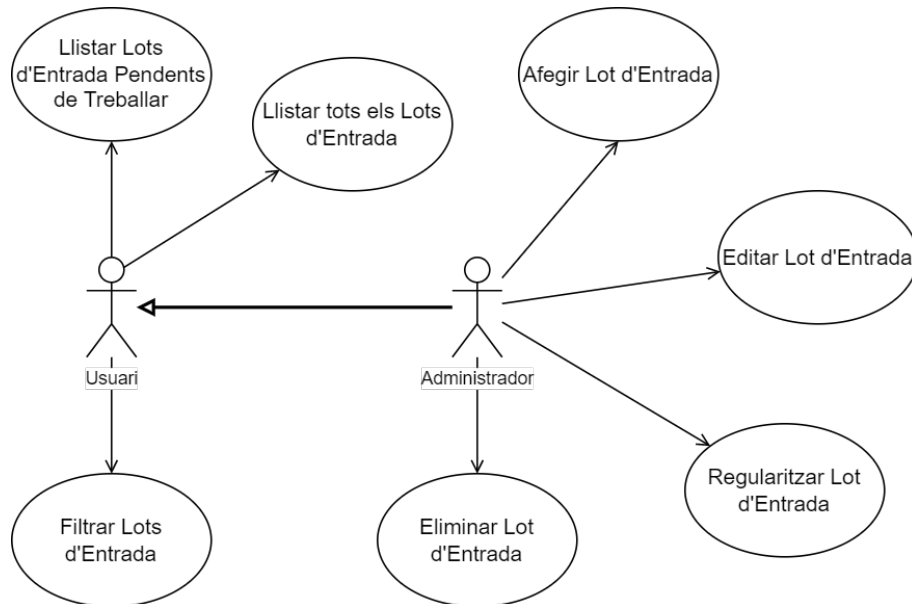 Llistar Lots
d'Entrada Pendents
de Treballar
Llistar tots els Lots
d'Entrada
Afegir Lot d'Entrada
Editar Lot d'Entrada
Usuari
Administrador
Regularitzar Lot
d'Entrada
Filtrar Lots
d'Entrada
Eliminar Lot
d'Entrada